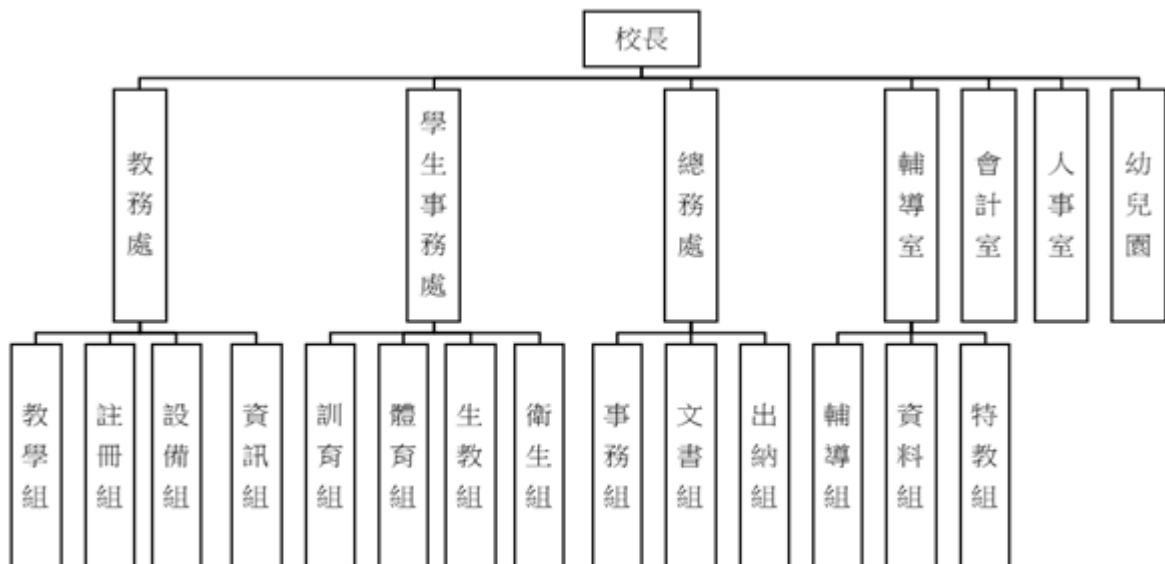 校長
教務處
學生事務處
總務處
輔導室
會計室
人事室
幼兒園
教學組
註冊組
設備組
資訊組
訓育組
體育組
生教組
衛生組
事務組
文書組
出納組
輔導組
資料組
特教組